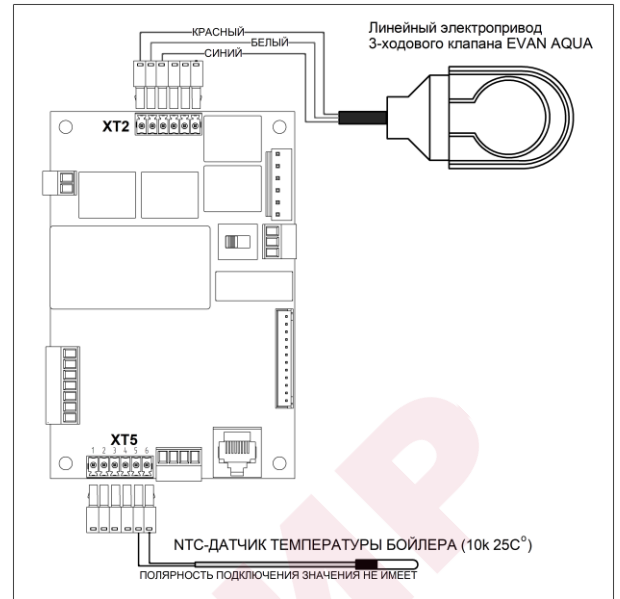 КРАСНЫЙ
БЕЛЫЙ
СИНИЙ
Линейный электропривод
3-ходового клапана EVAN AQUA
XT2
XT5
1 2 3 4 5 6
NTC-ДАТЧИК ТЕМПЕРАТУРЫ БОЙЛЕРА (10k 25C°)
ПОЛЯРНОСТЬ ПОДКЛЮЧЕНИЯ ЗНАЧЕНИЯ НЕ ИМЕЕТ